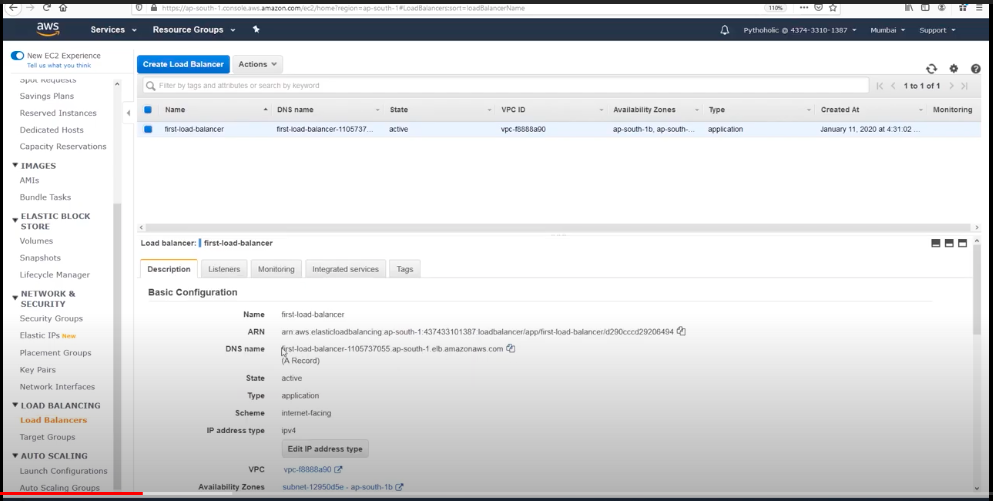 https://ap-south-1.console.aws.amazon.com/ec2/home?region=ap-south-1#LoadBalancers:sort=loadBalancerName
110%
aws
Services
Resource Groups
Pythoholic @ 4374-3310-1387
Mumbai
Support
New EC2 Experience
Tell us what you think
Spot Requests
Savings Plans
Reserved Instances
Dedicated Hosts
Capacity Reservations
IMAGES
AMIs
Bundle Tasks
ELASTIC BLOCK
STORE
Volumes
Snapshots
Lifecycle Manager
NETWORK &
SECURITY
Security Groups
Elastic IPs New
Placement Groups
Key Pairs
Network Interfaces
LOAD BALANCING
Load Balancers
Target Groups
AUTO SCALING
Launch Configurations
Auto Scaling Groups
Create Load Balancer
Actions
Filter by tags and attributes or search by keyword
1 to 1 of 1
Name DNS name State VPC ID Availability Zones Type Created At Monitoring
first-load-balancer first-load-balancer-1105737... active vpc-f8888a90 ap-south-1b, ap-south-... application January 11, 2020 at 4:31:02 ...
Load balancer: first-load-balancer
Description Listeners Monitoring Integrated services Tags
Basic Configuration
Name first-load-balancer
ARN arn:aws:elasticloadbalancing:ap-south-1:437433101387:loadbalancer/app/first-load-balancer/d290cccd29206494
DNS name first-load-balancer-1105737055.ap-south-1.elb.amazonaws.com
(A Record)
State active
Type application
Scheme internet-facing
IP address type ipv4
Edit IP address type
VPC vpc-f8888a90
Availability Zones subnet-12950d5e - ap-south-1b